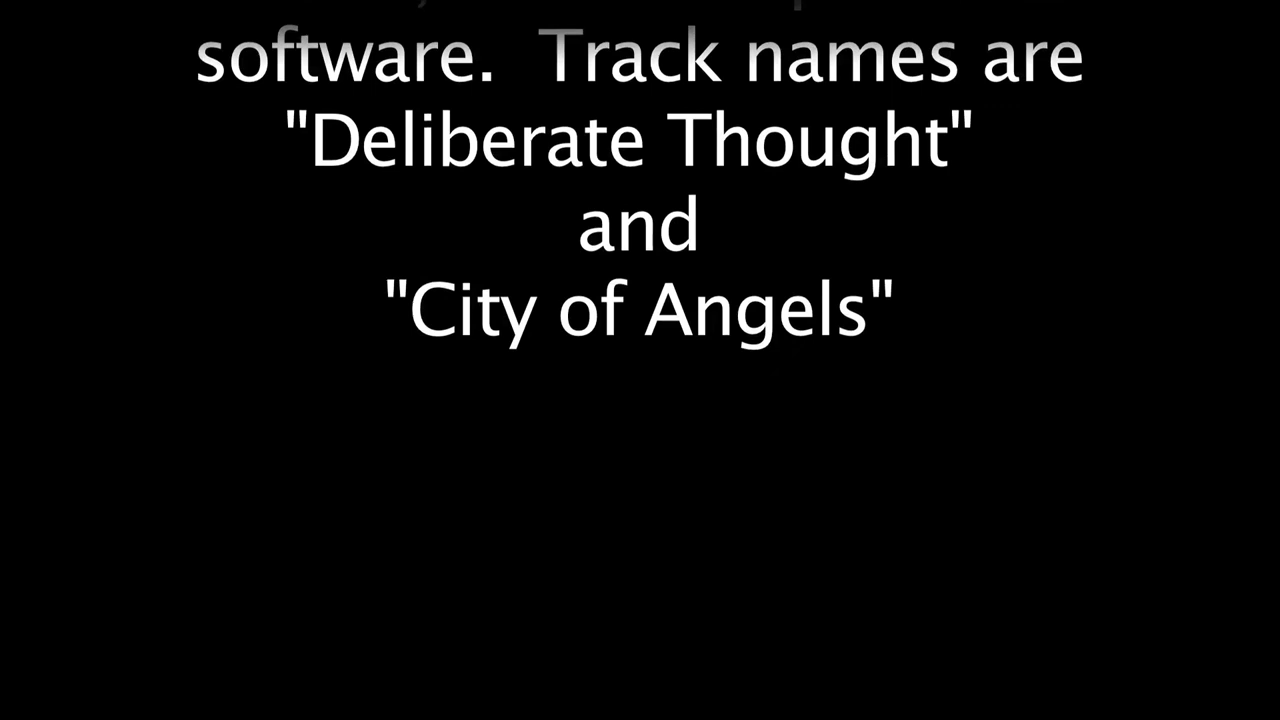 software.  Track names are
"Deliberate Thought"
and
"City of Angels"